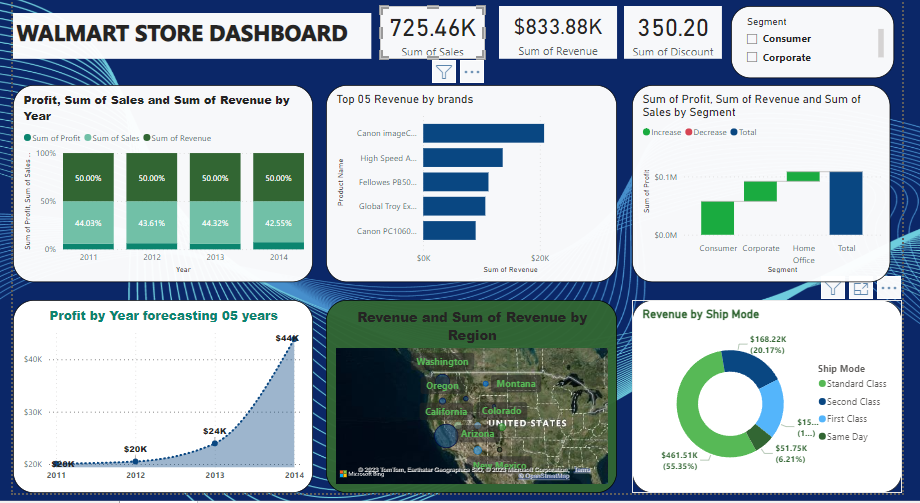 WALMART STORE DASHBOARD
725.46K
Sum of Sales
$833.88K
Sum of Revenue
350.20
Sum of Discount
Segment
Consumer
Corporate
Profit, Sum of Sales and Sum of Revenue by
Year
Sum of Profit Sum of Sales Sum of Revenue
Sum of Profit, Sum of Sales ...
100%
50%
0%
50.00%
50.00%
50.00%
50.00%
44.03%
43.61%
44.32%
42.55%
2011
2012
2013
2014
Year
Top 05 Revenue by brands
Product Name
Canon imageC...
High Speed A...
Fellowes PB50...
Global Troy Ex...
Canon PC1060...
$0K
$20K
Sum of Revenue
Sum of Profit, Sum of Revenue and Sum of
Sales by Segment
Increase Decrease Total
Sum of Profit
$0.1M
$0.0M
Consumer
Corporate
Home
Office
Total
Segment
Profit by Year forecasting 05 years
$40K
$30K
$20K
$20K
$20K
$24K
$44K
2011
2012
2013
2014
Revenue and Sum of Revenue by
Region
Washington
Oregon
Montana
California
Colorado
UNITED STATES
Arizona
New Mexico
Microsoft Bing
© 2023 TomTom, Earthstar Geographics SIO, © 2023 Microsoft Corporation, Terms
© OpenStreetMap
Revenue by Ship Mode
$168.22K
(20.17%)
$15...
(1...)
$51.75K
(6.21%)
$461.51K
(55.35%)
Ship Mode
Standard Class
Second Class
First Class
Same Day